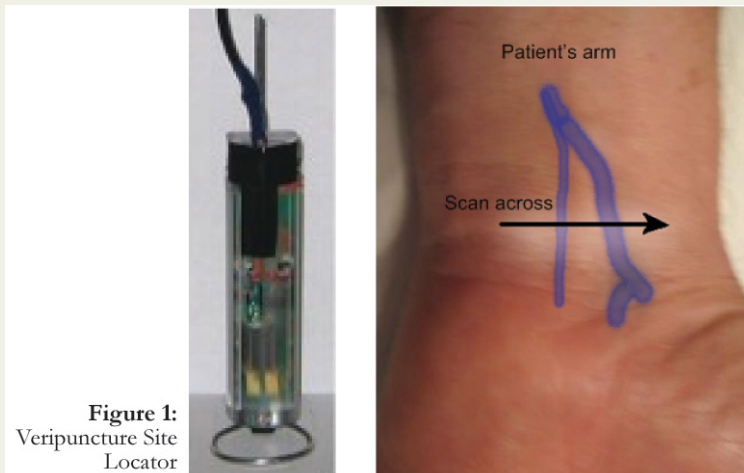 Patient's arm
Scan across
Figure 1:
Veripuncture Site
Locator